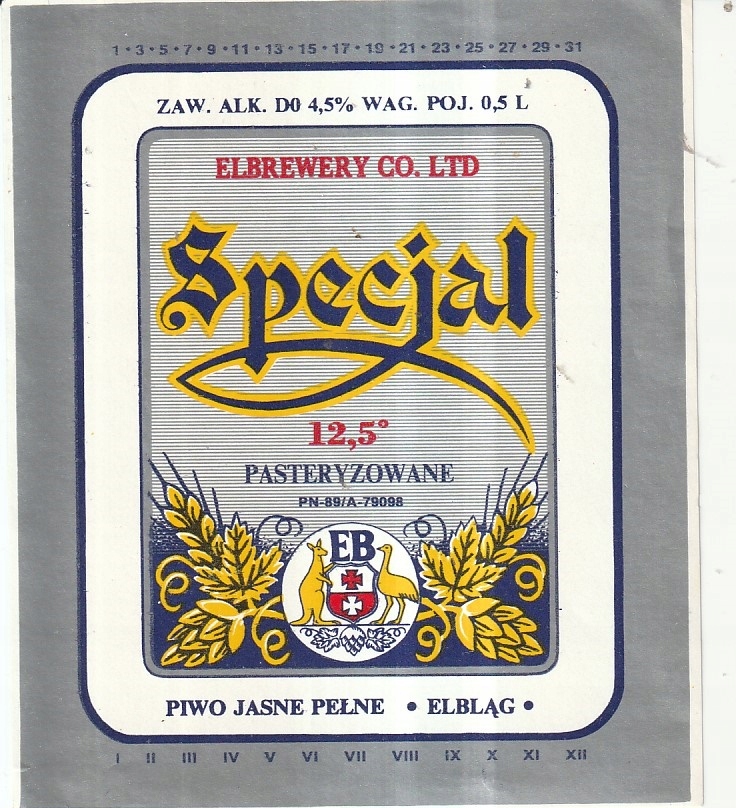 1 • 3 • 5 • 7 • 9 • 11 • 13 • 15 • 17 • 19 • 21 • 23 • 25 • 27 • 29 • 31
ZAW. ALK. DO 4,5% WAG. POJ. 0,5 L
ELBREWERY CO. LTD
Specjal
12,5°
PASTERYZOWANE
PN-89/A-79098
EB
PIWO JASNE PEŁNE • ELBLĄG •
I II III IV V VI VII VIII IX X XI XII